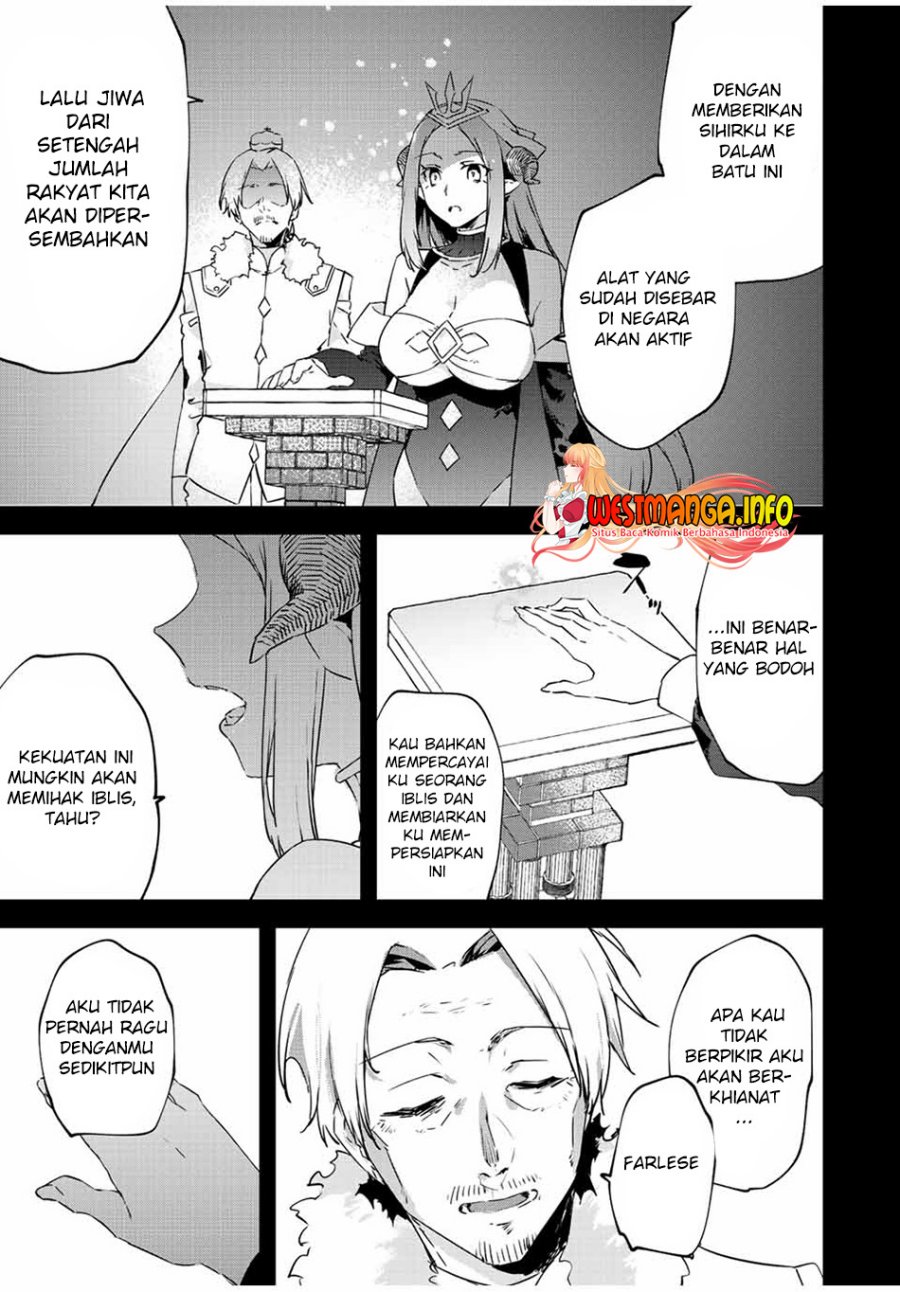 DENGAN
MEMBERIKAN
SIHIRKU KE
DALAM
BATU INI
ALAT YANG
SUDAH DISEBAR
DI NEGARA
AKAN AKTIF
LALU JIWA
DARI
SETENGAH
JUMLAH
RAKYAT KITA
AKAN DIPER-
SEMBAHKAN
WESTMANGA.INFO
Situs Baca Komik Berbahasa Indonesia
...INI BENAR-
BENAR HAL
YANG BODOH
KAU BAHKAN
MEMPERCAYAI
KU SEORANG
IBLIS DAN
MEMBIARKAN
KU MEM-
PERSIAPKAN
INI
KEKUATAN INI
MUNGKIN AKAN
MEMIHAK IBLIS,
TAHU?
APA KAU
TIDAK
BERPIKIR AKU
AKAN BER-
KHIANAT
...
FARLESE
AKU TIDAK
PERNAH RAGU
DENGANMU
SEDIKITPUN